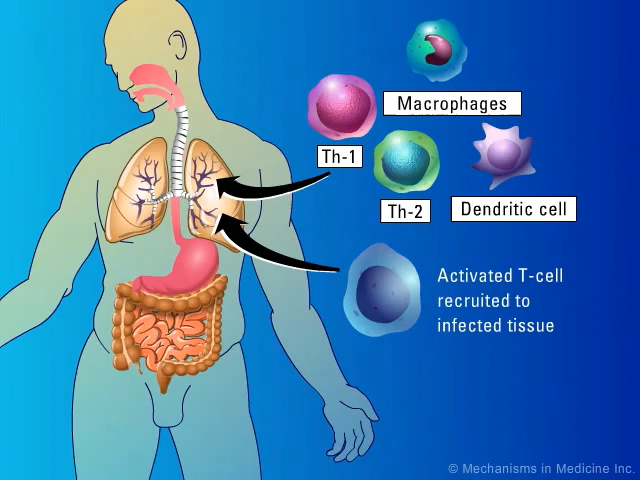 Macrophages
Th-1
Th-2
Dendritic cell
Activated T-cell
recruited to
infected tissue
© Mechanisms in Medicine Inc.